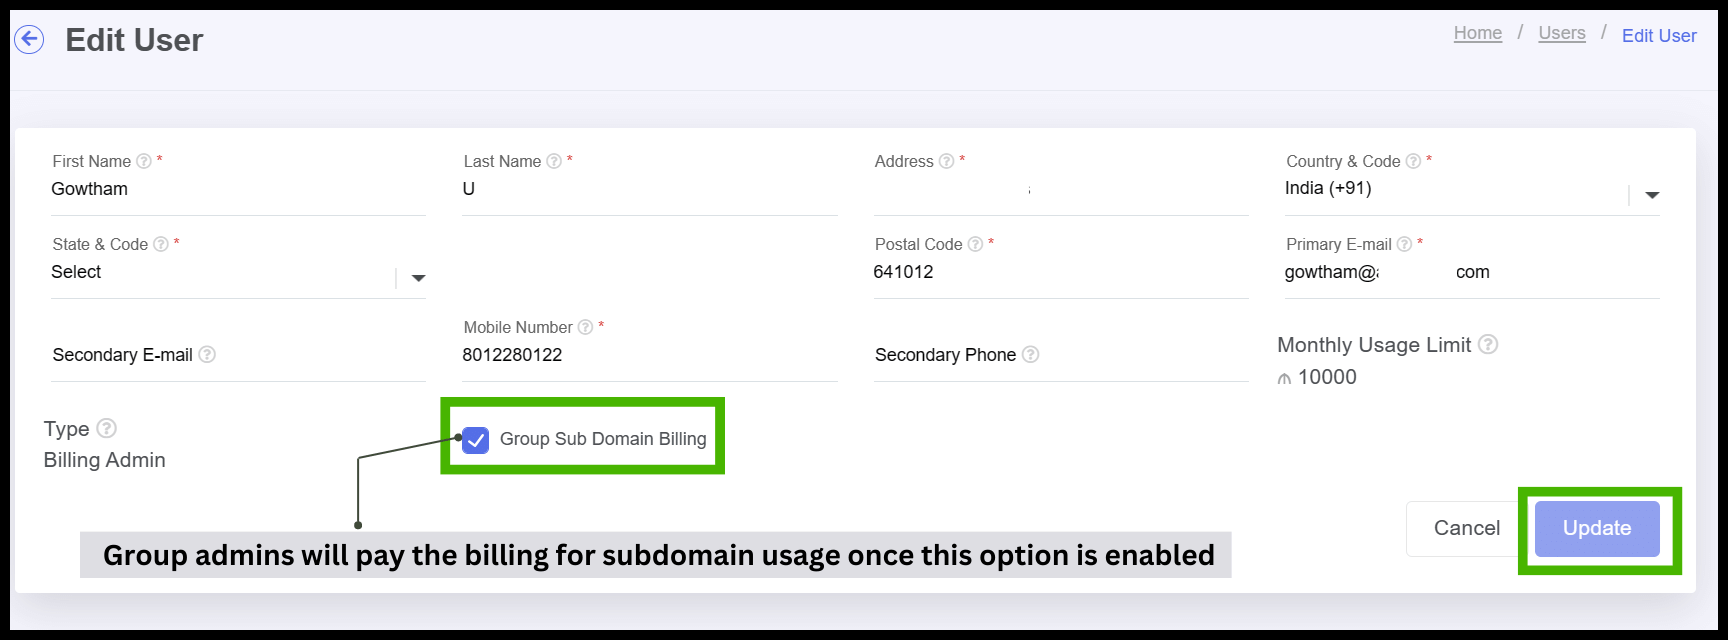 Edit User
Home / Users / Edit User
First Name ? *
Gowtham
Last Name ? *
U
Address ? *
Country & Code ? *
India (+91)
State & Code ? *
Select
Postal Code ? *
641012
Primary E-mail ? *
gowtham@
com
Secondary E-mail ?
Mobile Number ? *
8012280122
Secondary Phone ?
Monthly Usage Limit ?
₼ 10000
Type ?
Billing Admin
Group Sub Domain Billing
Cancel
Update
Group admins will pay the billing for subdomain usage once this option is enabled